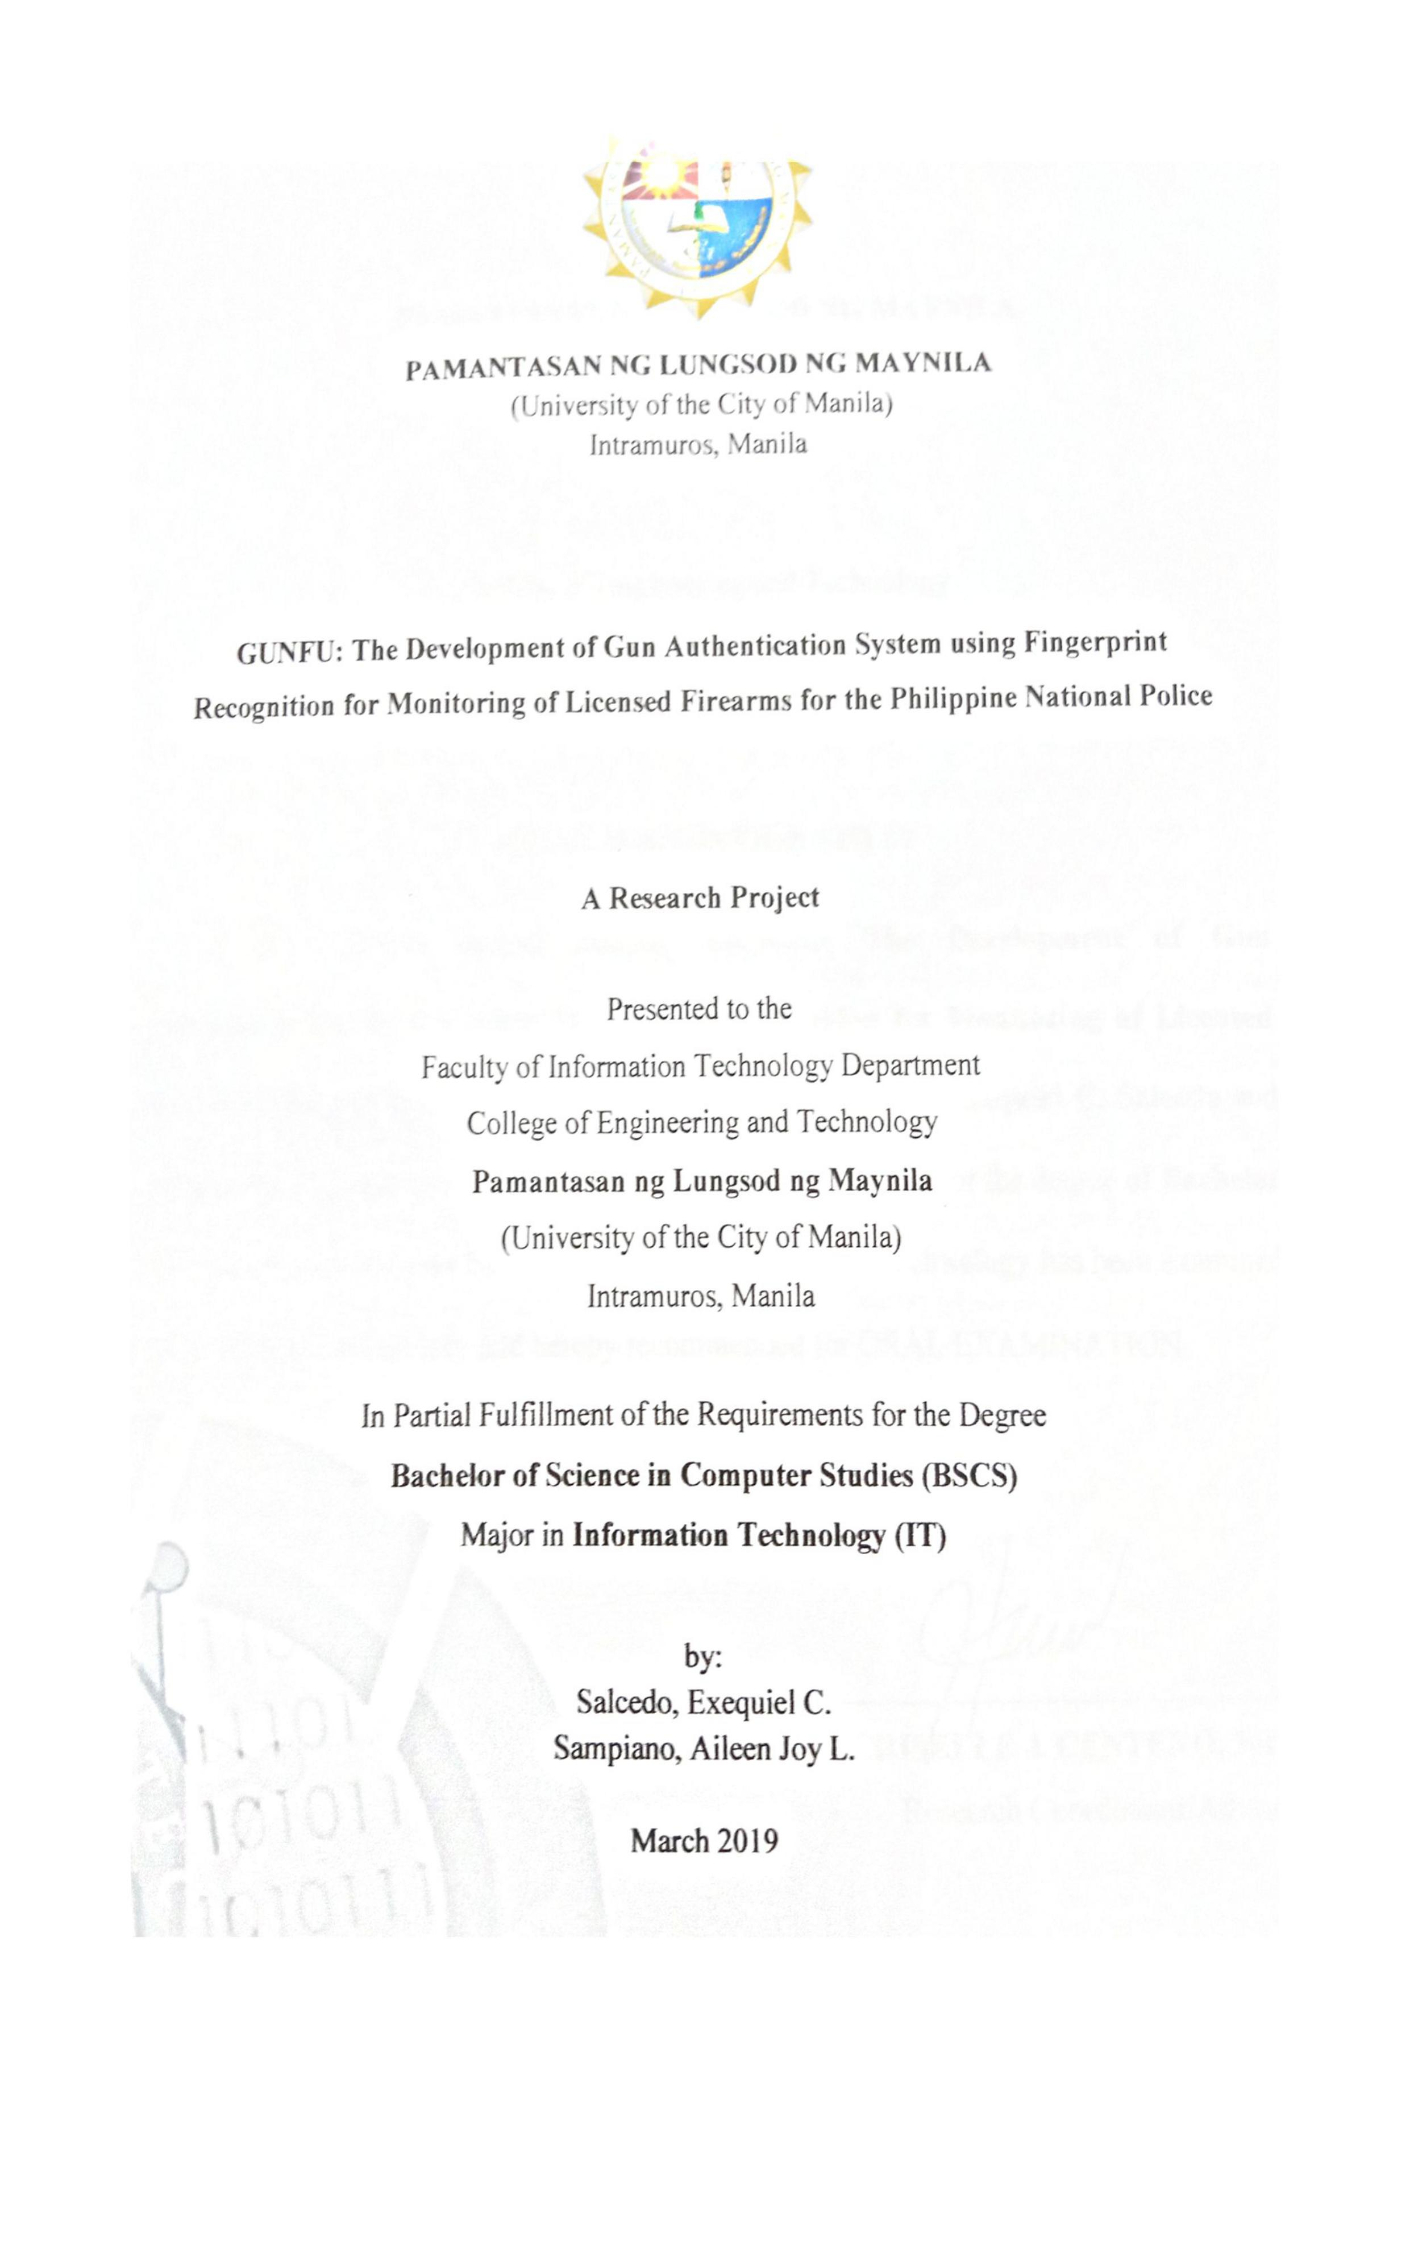 PAMANTASAN NG LUNGSOD NG MAYNILA
(University of the City of Manila)
Intramuros, Manila
GUNFU: The Development of Gun Authentication System using Fingerprint
Recognition for Monitoring of Licensed Firearms for the Philippine National Police
A Research Project
Presented to the
Faculty of Information Technology Department
College of Engineering and Technology
Pamantasan ng Lungsod ng Maynila
(University of the City of Manila)
Intramuros, Manila
In Partial Fulfillment of the Requirements for the Degree
Bachelor of Science in Computer Studies (BSCS)
Major in Information Technology (IT)
by:
Salcedo, Exequiel C.
Sampiano, Aileen Joy L.
March 2019